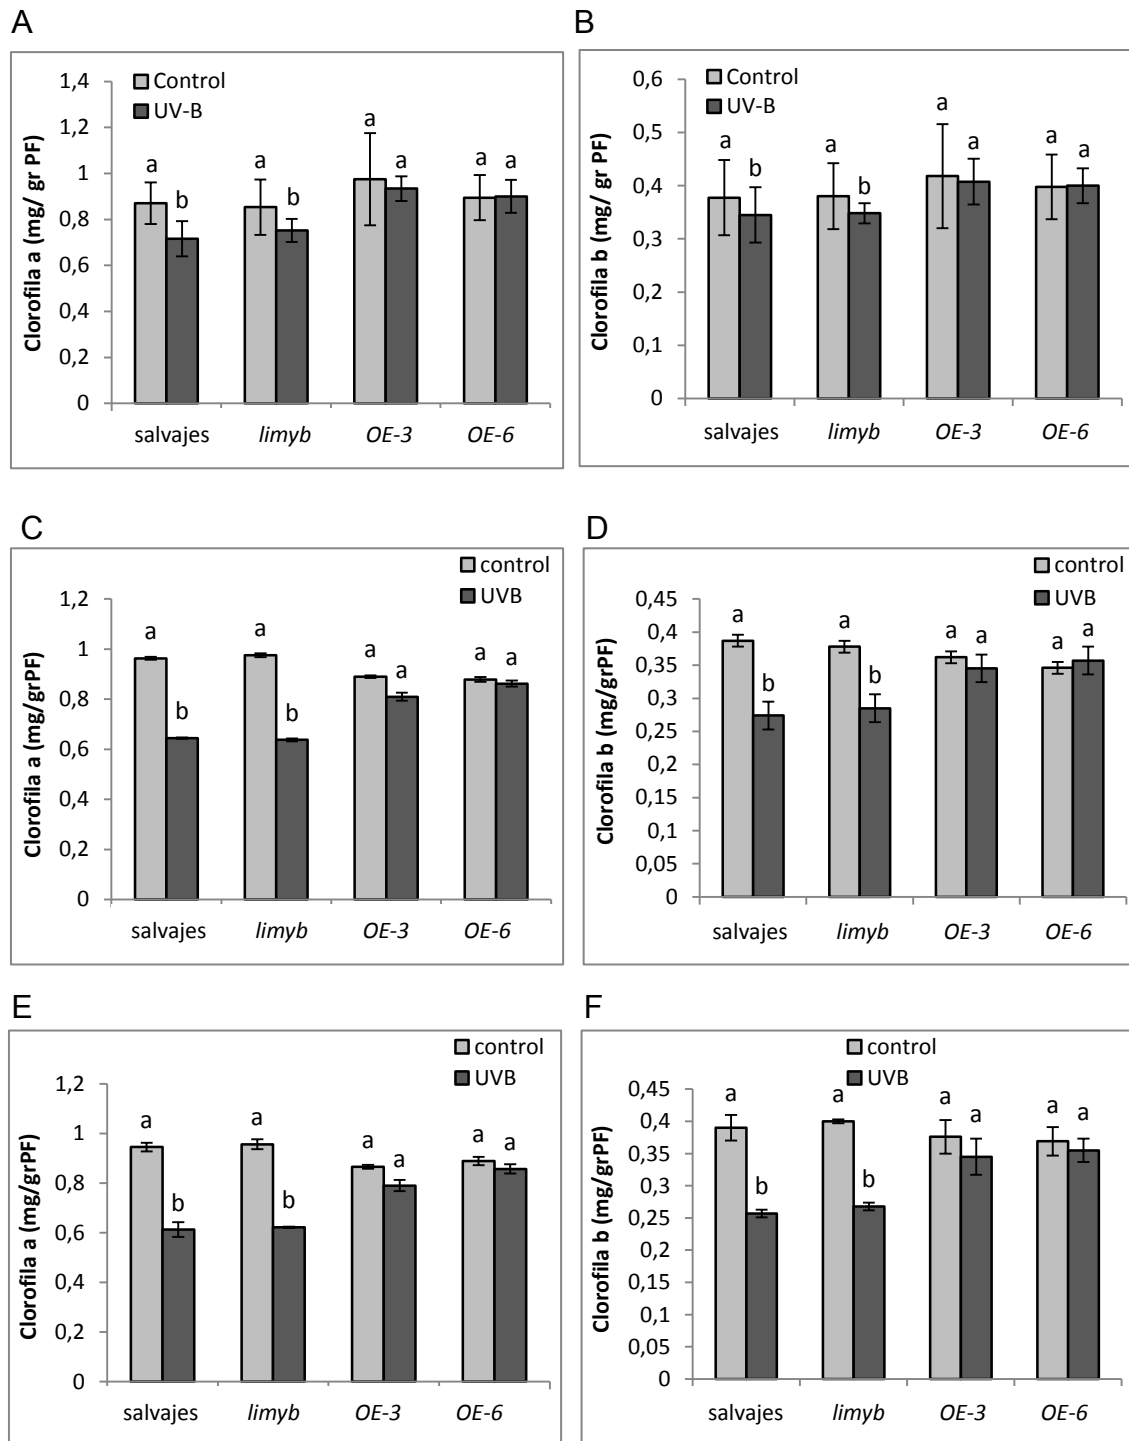 A
Control
UV-B
Clorofila a (mg/ gr PF)
1,4
1,2
1
0,8
0,6
0,4
0,2
0
a
b
a
b
a
a
a
a
salvajes
limyb
OE-3
OE-6
B
Control
UV-B
Clorofila b (mg/ gr PF)
0,6
0,5
0,4
0,3
0,2
0,1
0
a
b
a
b
a
a
a
a
salvajes
limyb
OE-3
OE-6
C
control
UVB
Clorofila a (mg/grPF)
1,2
1
0,8
0,6
0,4
0,2
0
a
b
a
b
a
a
a
a
salvajes
limyb
OE-3
OE-6
D
control
UVB
Clorofila b (mg/grPF)
0,45
0,4
0,35
0,3
0,25
0,2
0,15
0,1
0,05
0
a
b
a
b
a
a
a
a
salvajes
limyb
OE-3
OE-6
E
control
UVB
Clorofila a (mg/grPF)
1,2
1
0,8
0,6
0,4
0,2
0
a
b
a
b
a
a
a
a
salvajes
limyb
OE-3
OE-6
F
control
UVB
Clorofila b (mg/grPF)
0,45
0,4
0,35
0,3
0,25
0,2
0,15
0,1
0,05
0
a
b
a
b
a
a
a
a
salvajes
limyb
OE-3
OE-6